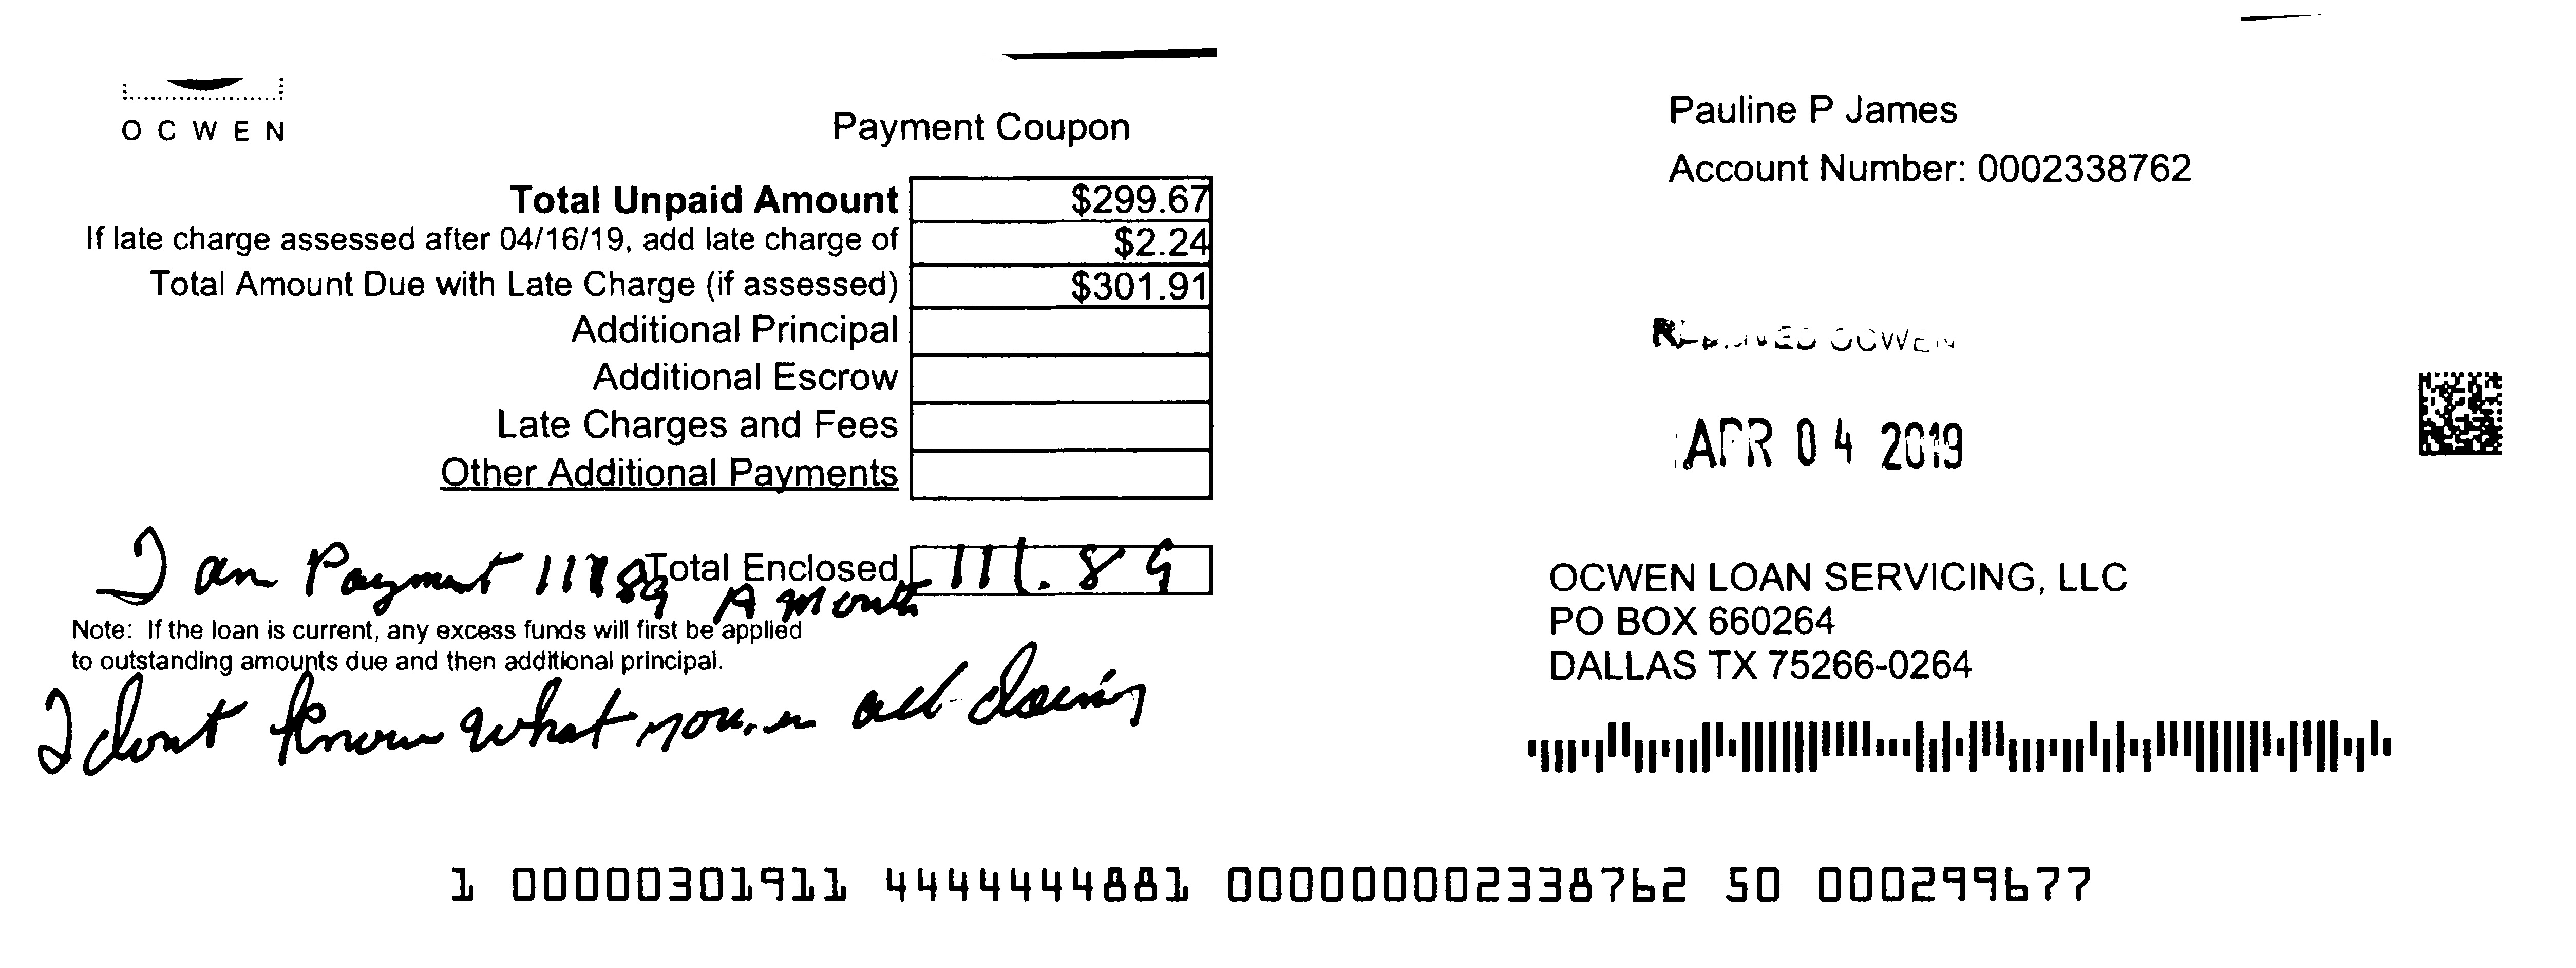 OCWEN
Payment Coupon
Total Unpaid Amount $299.67
If late charge assessed after 04/16/19, add late charge of $2.24
Total Amount Due with Late Charge (if assessed) $301.91
Additional Principal
Additional Escrow
Late Charges and Fees
Other Additional Payments
Total Enclosed 111.89
I am Payment 111 89 A Month
Note: If the loan is current, any excess funds will first be applied
to outstanding amounts due and then additional principal.
I dont know what all doing
Pauline P James
Account Number: 0002338762
RECEIVED OCWEN
APR 04 2019
OCWEN LOAN SERVICING, LLC
PO BOX 660264
DALLAS TX 75266-0264
1 00000301911 4444444881 000000002338762 50 000299677